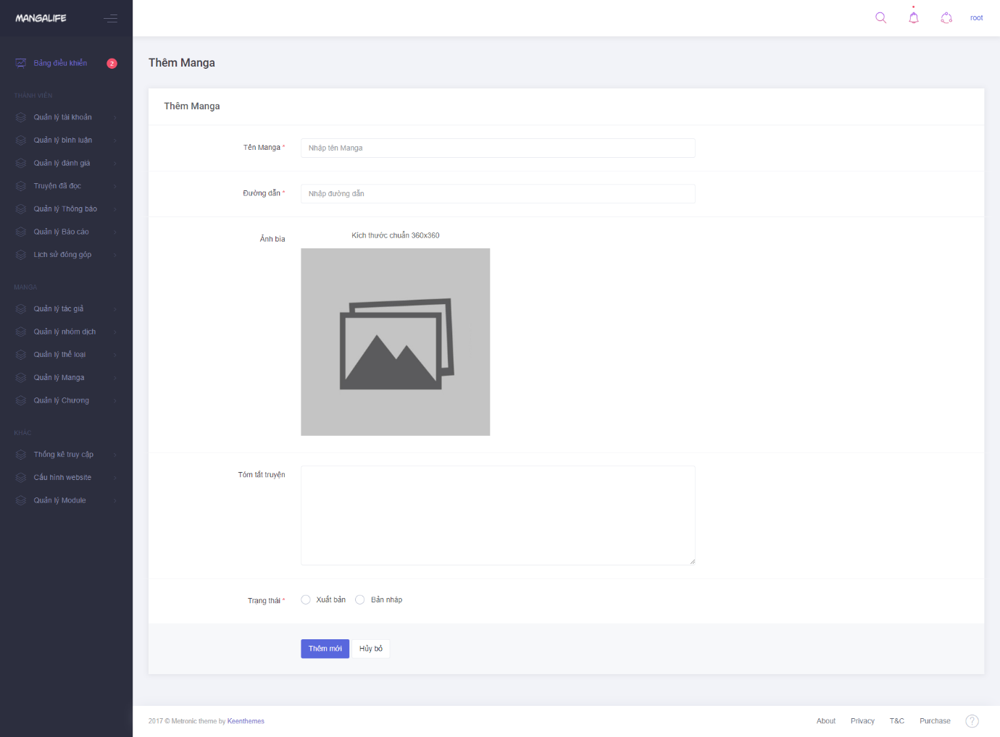 MANGALIFE
root
Bảng điều khiển
2
THÀNH VIÊN
Quản lý tài khoản
Quản lý bình luận
Quản lý đánh giá
Truyện đã đọc
Quản lý Thông báo
Quản lý Báo cáo
Lịch sử đóng góp
MANGA
Quản lý tác giả
Quản lý nhóm dịch
Quản lý thể loại
Quản lý Manga
Quản lý Chương
KHÁC
Thống kê truy cập
Cấu hình website
Quản lý Module
Thêm Manga
Thêm Manga
Tên Manga *
Nhập tên Manga
Đường dẫn *
Nhập đường dẫn
Ảnh bìa
Kích thước chuẩn 360x360
Tóm tắt truyện
Trạng thái *
Xuất bản
Bản nháp
Thêm mới
Hủy bỏ
2017 © Metronic theme by Keenthemes
About
Privacy
T&C
Purchase
?